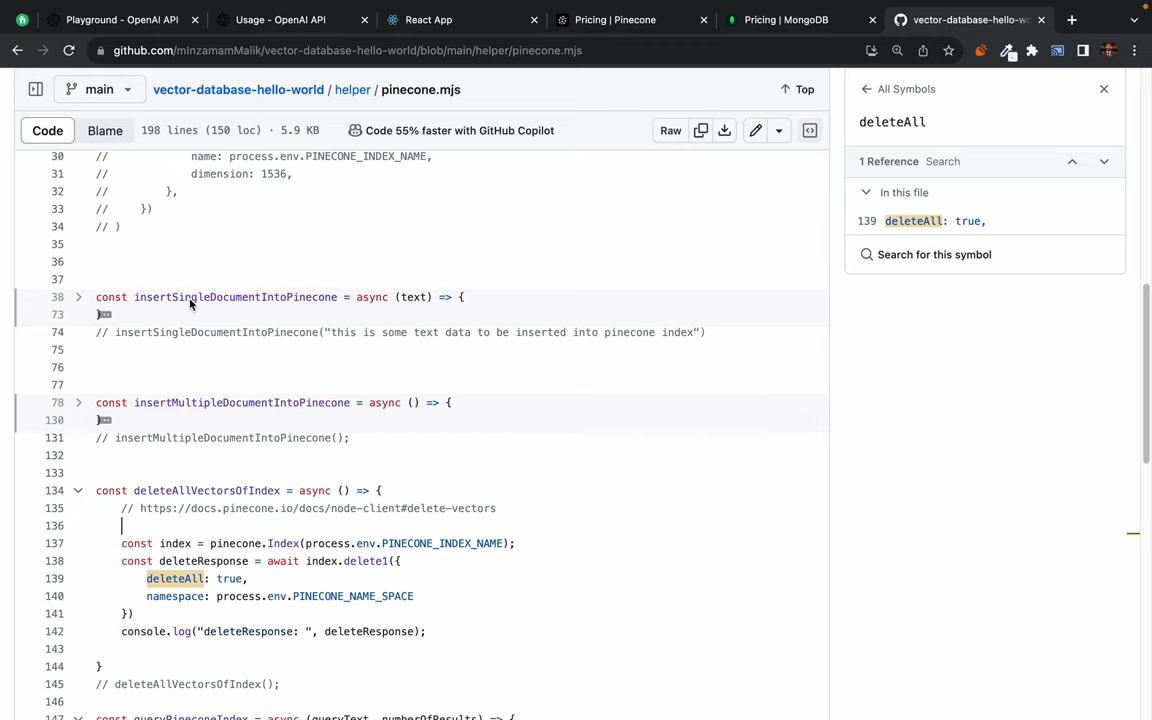 Playground - OpenAI API
Usage - OpenAI API
React App
Pricing | Pinecone
Pricing | MongoDB
vector-database-hello-wo
github.com/mInzamamMalik/vector-database-hello-world/blob/main/helper/pinecone.mjs
main
vector-database-hello-world / helper / pinecone.mjs
Top
Code Blame 198 lines (150 loc) · 5.9 KB Code 55% faster with GitHub Copilot Raw
30 // name: process.env.PINECONE_INDEX_NAME,
31 // dimension: 1536,
32 // },
33 // })
34 // )
35
36
37
38 const insertSingleDocumentIntoPinecone = async (text) => {
73 }
74 // insertSingleDocumentIntoPinecone("this is some text data to be inserted into pinecone index")
75
76
77
78 const insertMultipleDocumentIntoPinecone = async () => {
130 }
131 // insertMultipleDocumentIntoPinecone();
132
133
134 const deleteAllVectorsOfIndex = async () => {
135 // https://docs.pinecone.io/docs/node-client#delete-vectors
136
137 const index = pinecone.Index(process.env.PINECONE_INDEX_NAME);
138 const deleteResponse = await index.delete1({
139 deleteAll: true,
140 namespace: process.env.PINECONE_NAME_SPACE
141 })
142 console.log("deleteResponse: ", deleteResponse);
143
144 }
145 // deleteAllVectorsOfIndex();
146
147 const queryPineconeIndex = async (queryText, numberOfResults) => {
All Symbols
deleteAll
1 Reference Search
In this file
139 deleteAll: true,
Search for this symbol